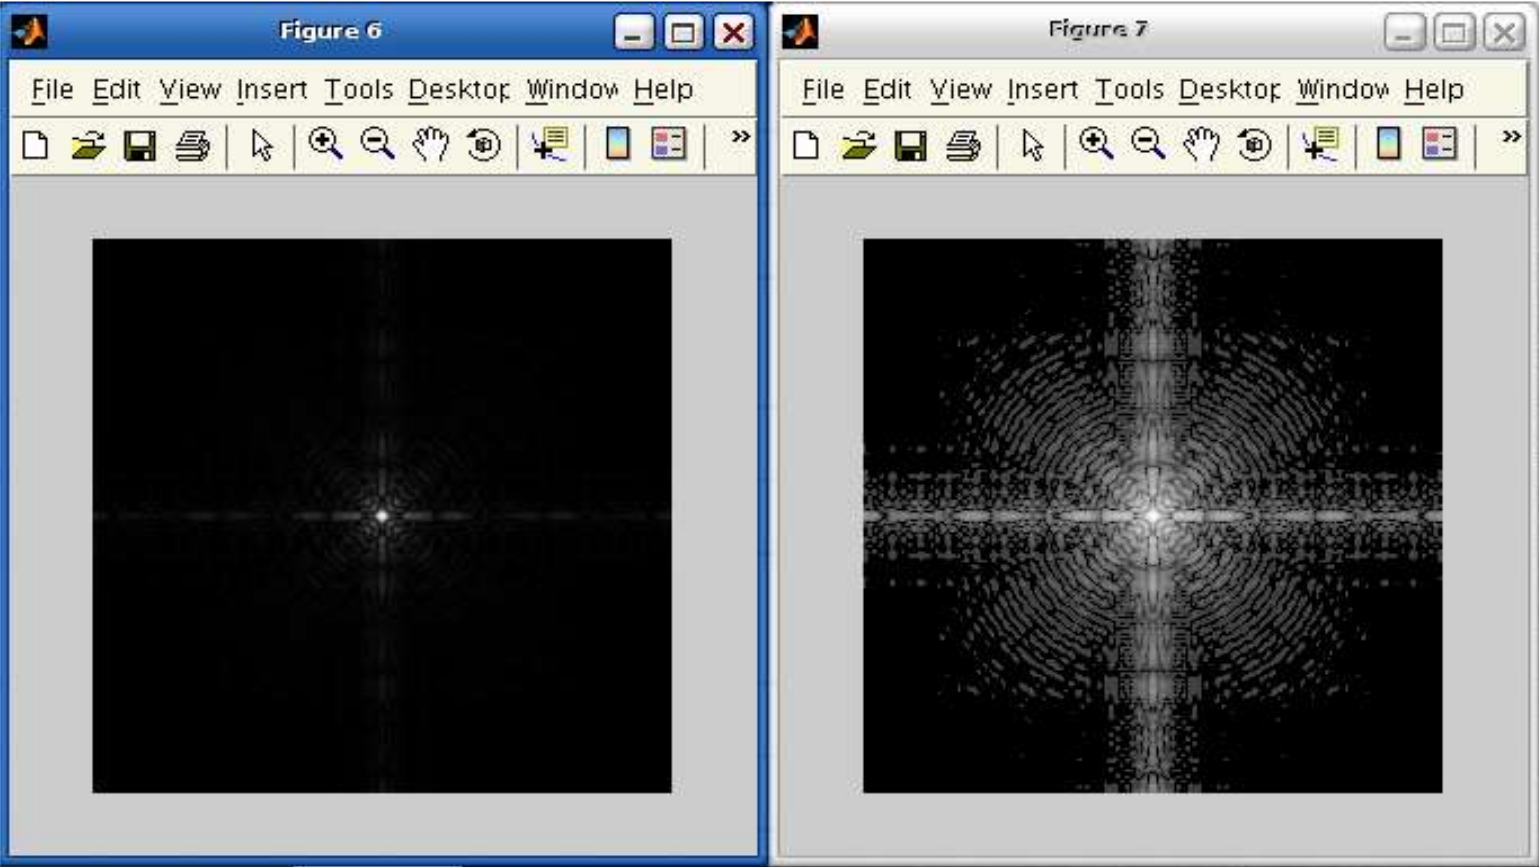 Figure 6
File Edit View Insert Tools Desktop Window Help
»
Figure 7
File Edit View Insert Tools Desktop Window Help
»